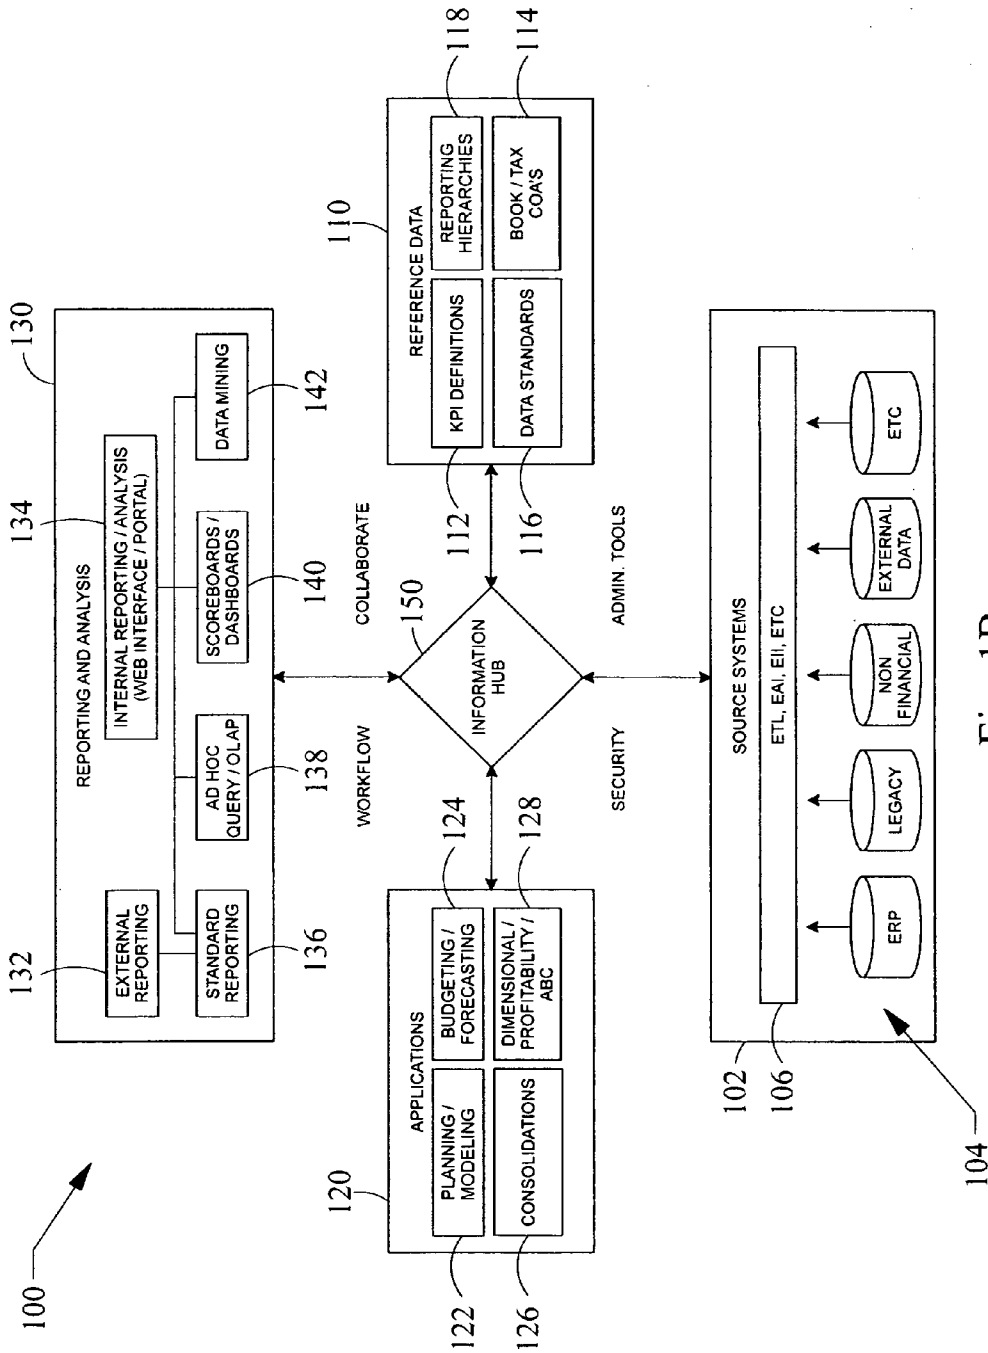 100
130
REPORTING AND ANALYSIS
132
EXTERNAL
REPORTING
134
INTERNAL REPORTING / ANALYSIS
(WEB INTERFACE / PORTAL)
STANDARD
REPORTING
136
AD HOC
QUERY / OLAP
138
SCOREBOARDS /
DASHBOARDS
140
DATA MINING
142
WORKFLOW
COLLABORATE
120
APPLICATIONS
122
PLANNING /
MODELING
BUDGETING /
FORECASTING
124
126
CONSOLIDATIONS
DIMENSIONAL /
PROFITABILITY /
ABC
128
150
INFORMATION
HUB
110
REFERENCE DATA
112
KPI DEFINITIONS
REPORTING
HIERARCHIES
118
116
DATA STANDARDS
BOOK / TAX
COA'S
114
SECURITY
ADMIN. TOOLS
102
SOURCE SYSTEMS
106
ETL, EAI, EII, ETC
104
ERP
LEGACY
NON
FINANCIAL
EXTERNAL
DATA
ETC